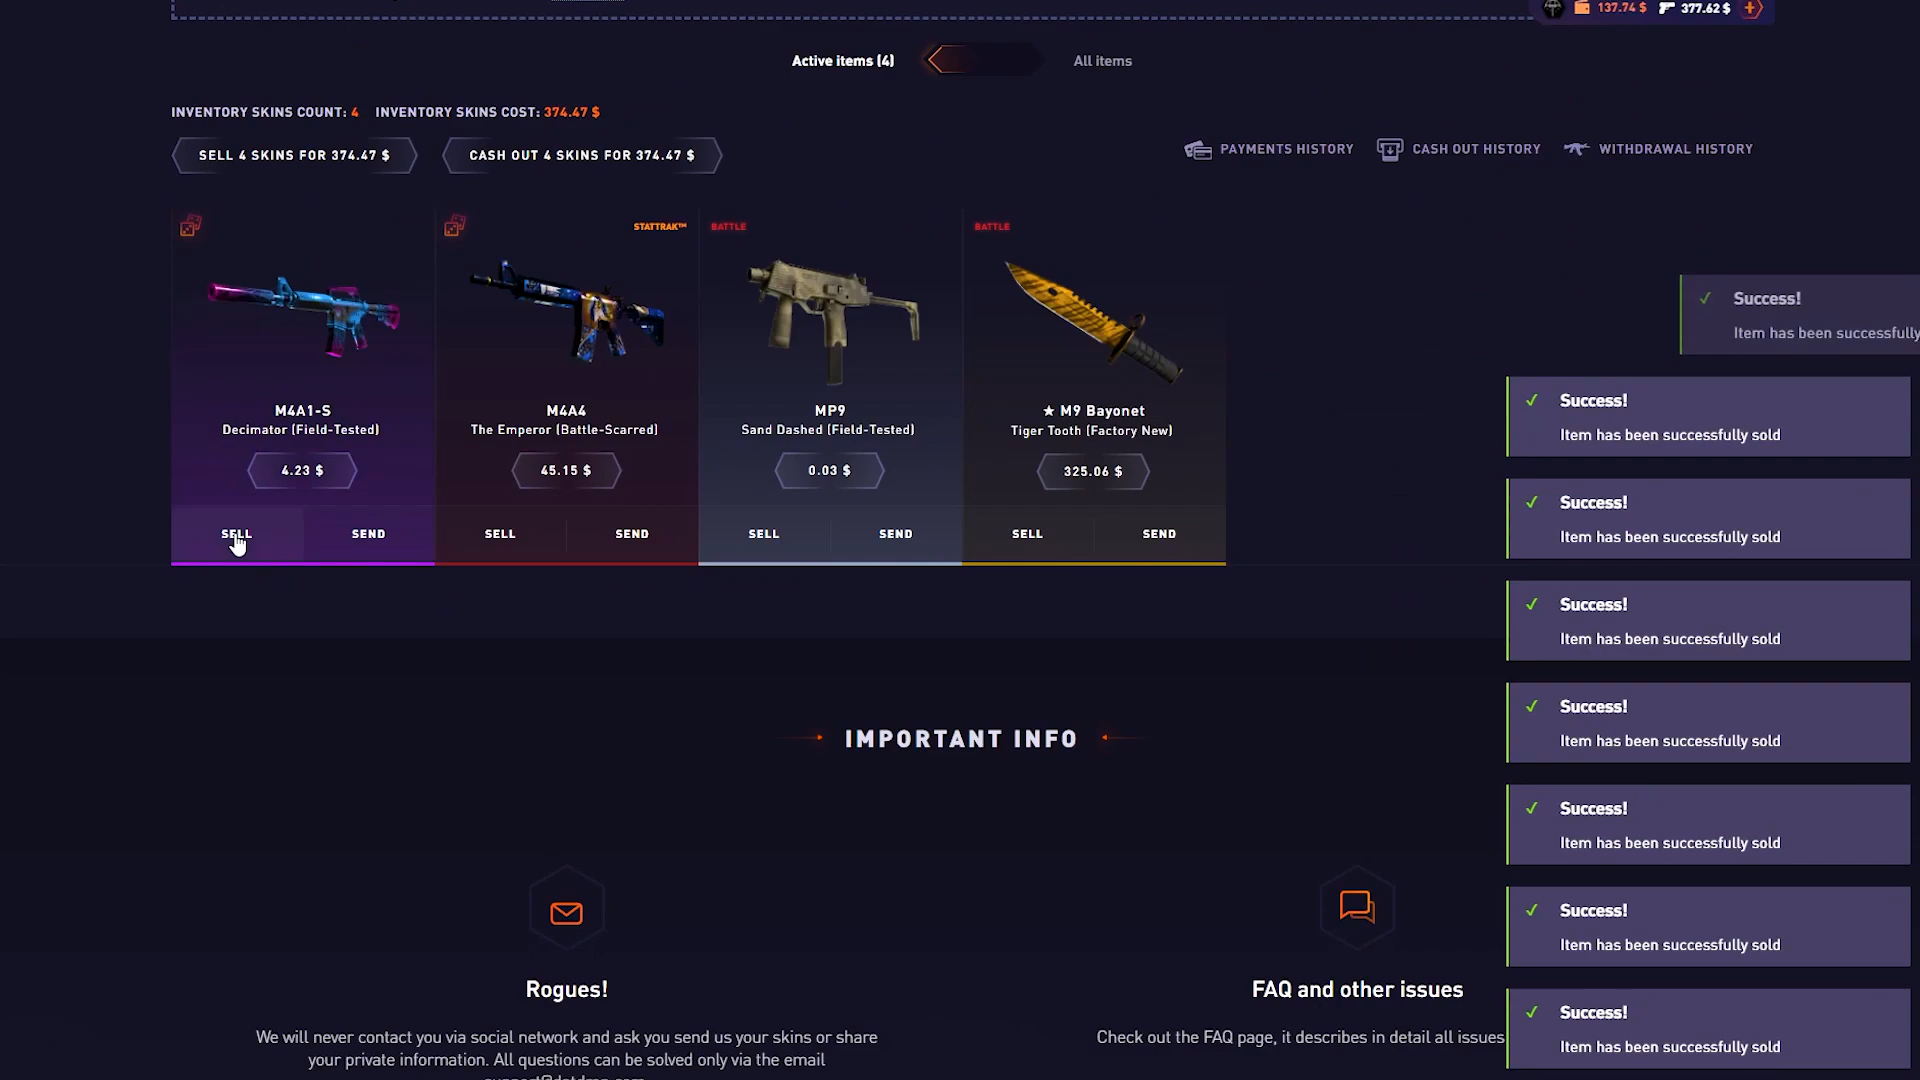 137.74 $ 377.62 $
Active items (4) All items
INVENTORY SKINS COUNT: 4 INVENTORY SKINS COST: 374.47 $
SELL 4 SKINS FOR 374.47 $ CASH OUT 4 SKINS FOR 374.47 $
PAYMENTS HISTORY CASH OUT HISTORY WITHDRAWAL HISTORY
M4A1-S
Decimator (Field-Tested)
4.23 $
SELL SEND
STATTRAK™
M4A4
The Emperor (Battle-Scarred)
45.15 $
SELL SEND
BATTLE
MP9
Sand Dashed (Field-Tested)
0.03 $
SELL SEND
BATTLE
★ M9 Bayonet
Tiger Tooth (Factory New)
325.06 $
SELL SEND
Success!
Item has been successfully
Success!
Item has been successfully sold
Success!
Item has been successfully sold
Success!
Item has been successfully sold
Success!
Item has been successfully sold
Success!
Item has been successfully sold
Success!
Item has been successfully sold
Success!
Item has been successfully sold
IMPORTANT INFO
Rogues!
We will never contact you via social network and ask you send us your skins or share
your private information. All questions can be solved only via the email
FAQ and other issues
Check out the FAQ page, it describes in detail all issues